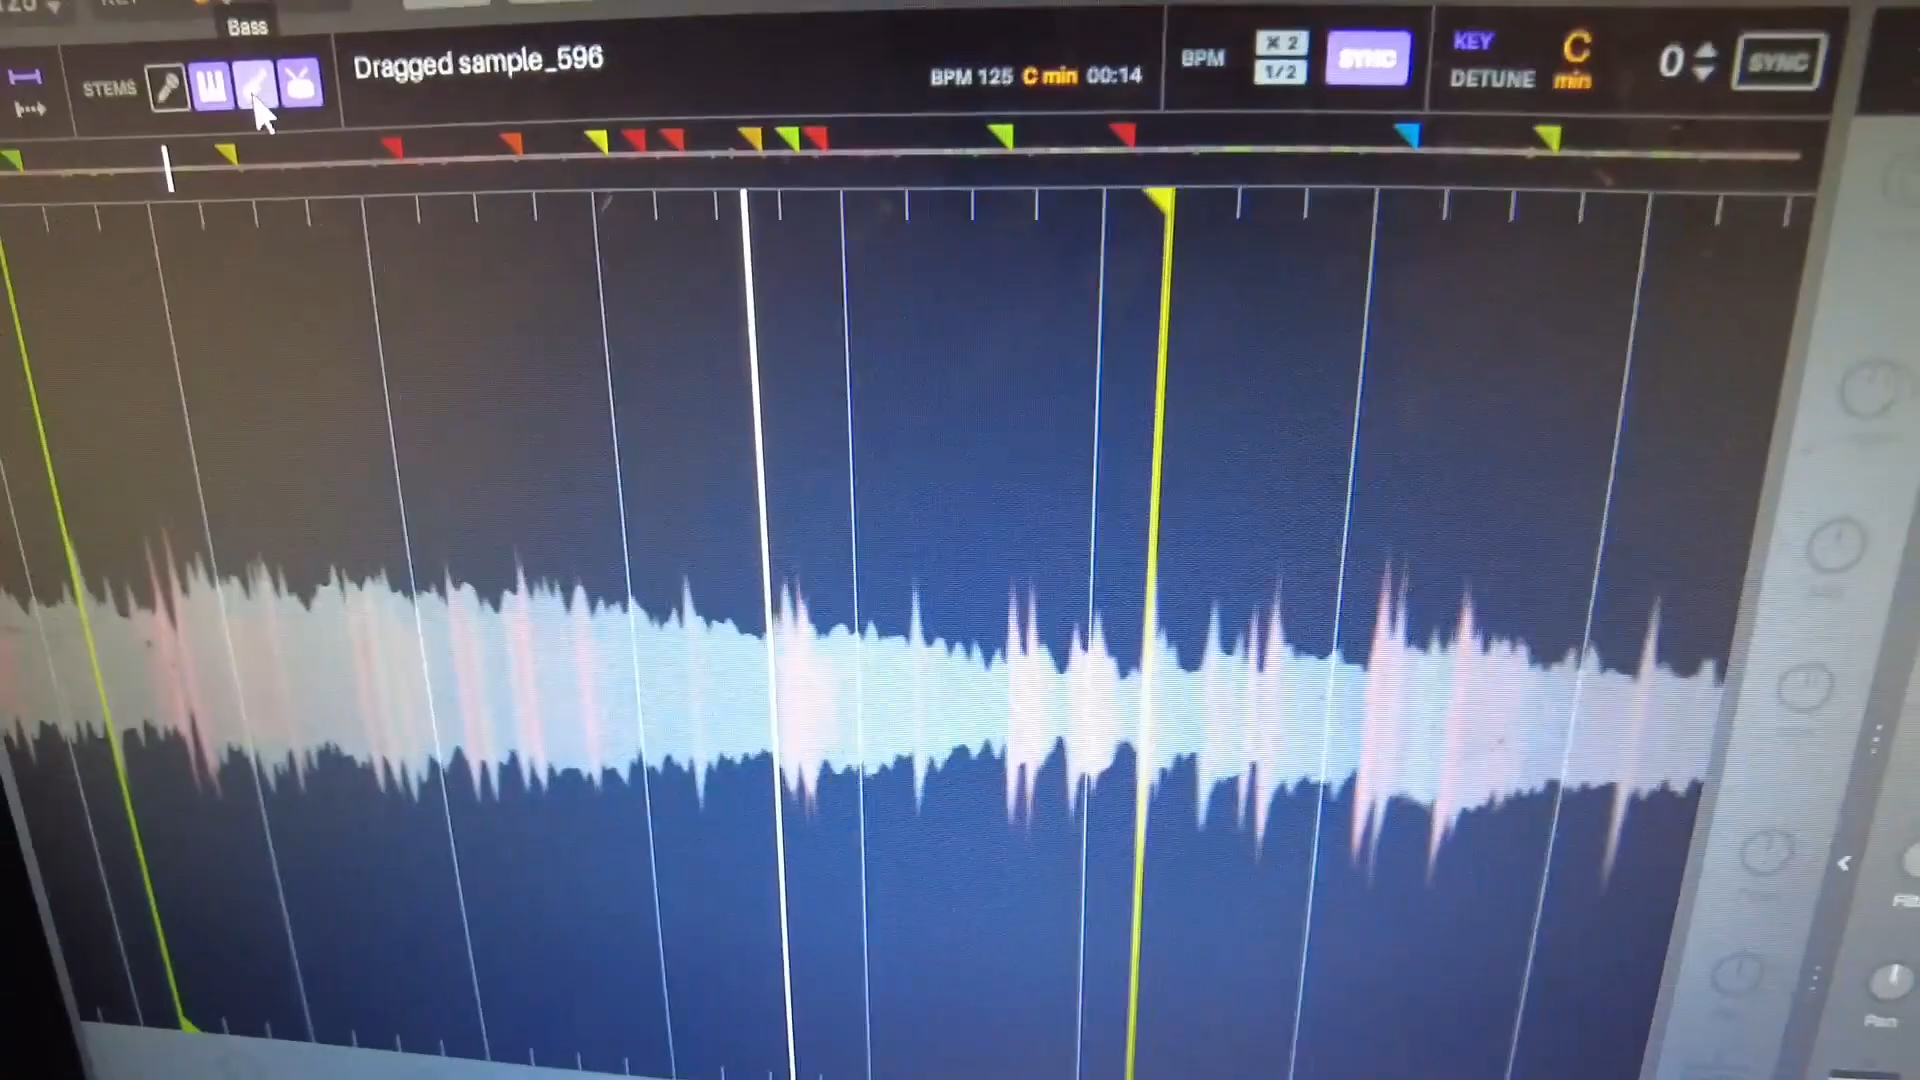 Bass
STEMS
Dragged sample_596
BPM 125 C min 00:14
BPM
X 2
1/2
SYNC
KEY
DETUNE
C
min
0
SYNC
Pan